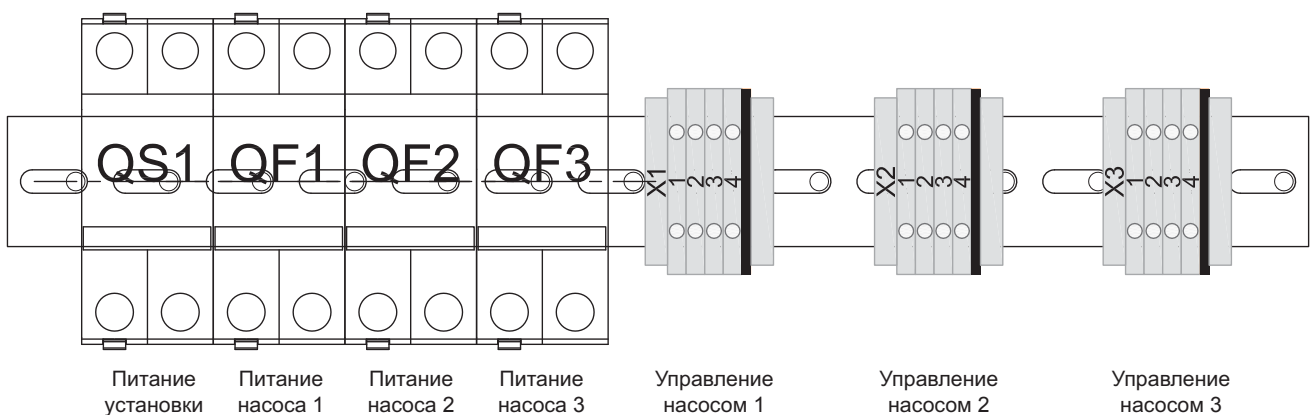 QS1 QF1 QF2 QF3
X1 1 2 3 4
X2 1 2 3 4
X3 1 2 3 4
Питание установки
Питание насоса 1
Питание насоса 2
Питание насоса 3
Управление насосом 1
Управление насосом 2
Управление насосом 3